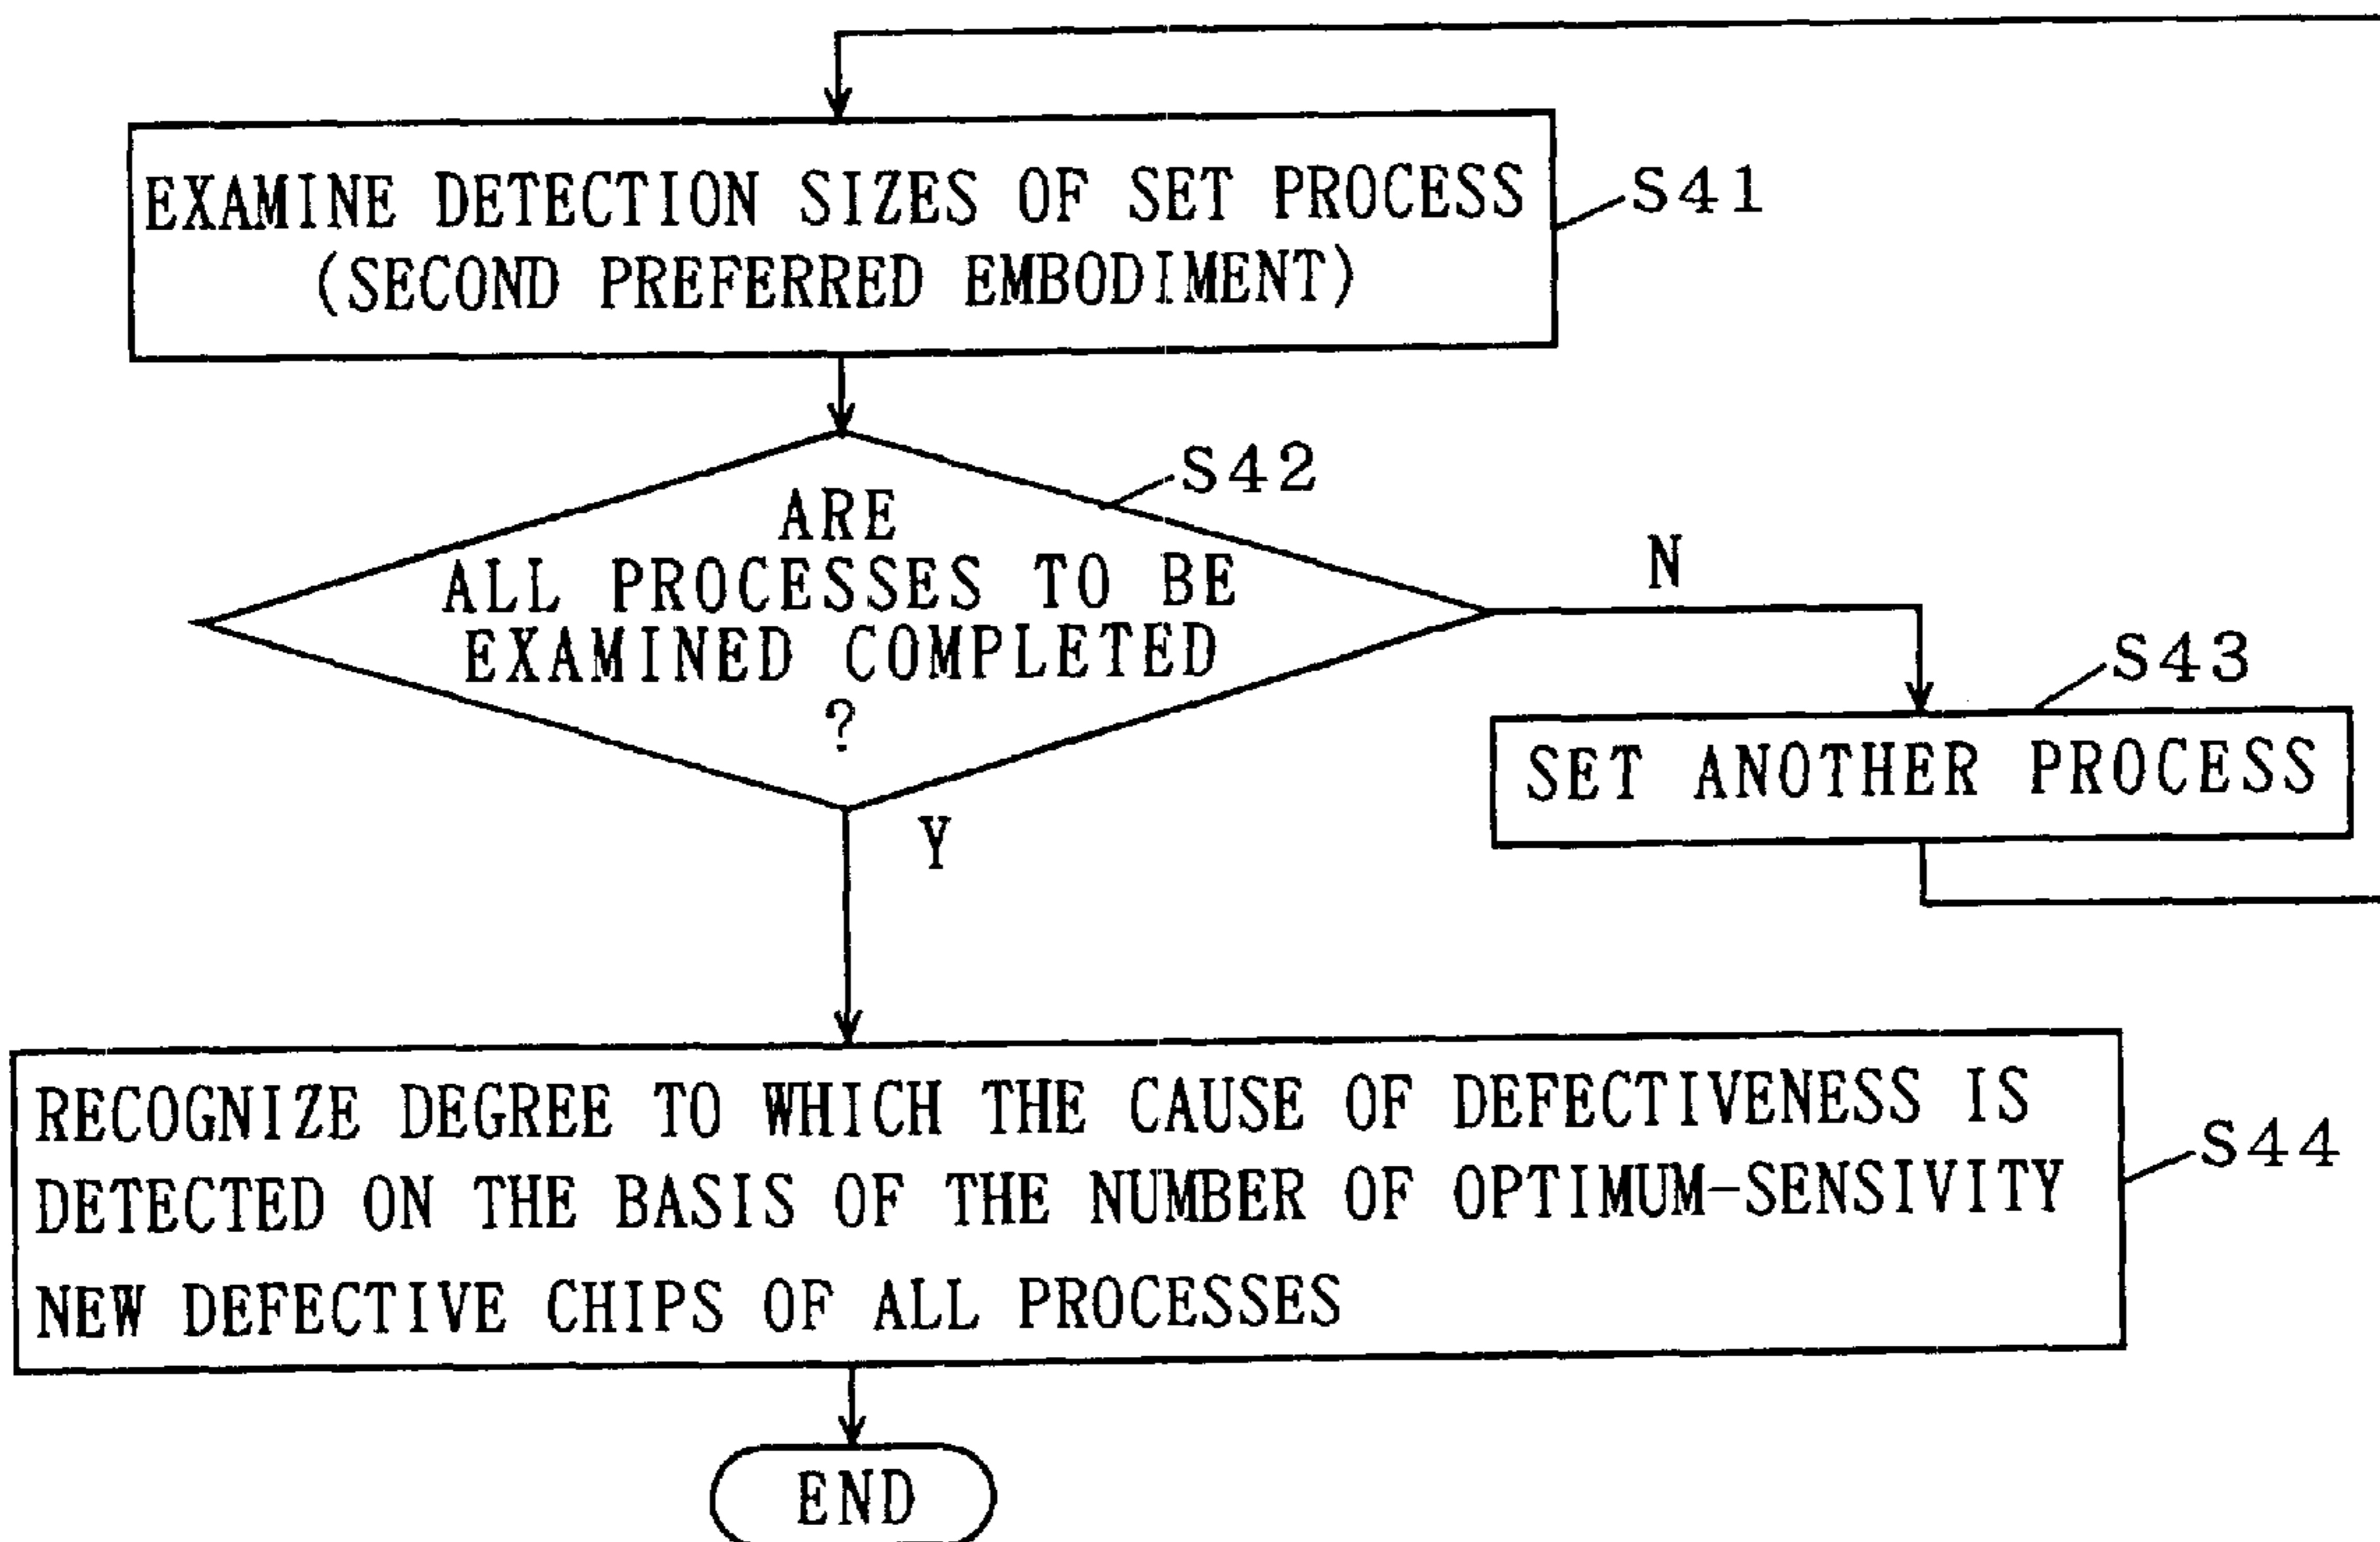 EXAMINE DETECTION SIZES OF SET PROCESS
(SECOND PREFERRED EMBODIMENT)
S41
S42
ARE
ALL PROCESSES TO BE
EXAMINED COMPLETED
?
N
S43
SET ANOTHER PROCESS
Y
RECOGNIZE DEGREE TO WHICH THE CAUSE OF DEFECTIVENESS IS
DETECTED ON THE BASIS OF THE NUMBER OF OPTIMUM-SENSIVITY
NEW DEFECTIVE CHIPS OF ALL PROCESSES
S44
END